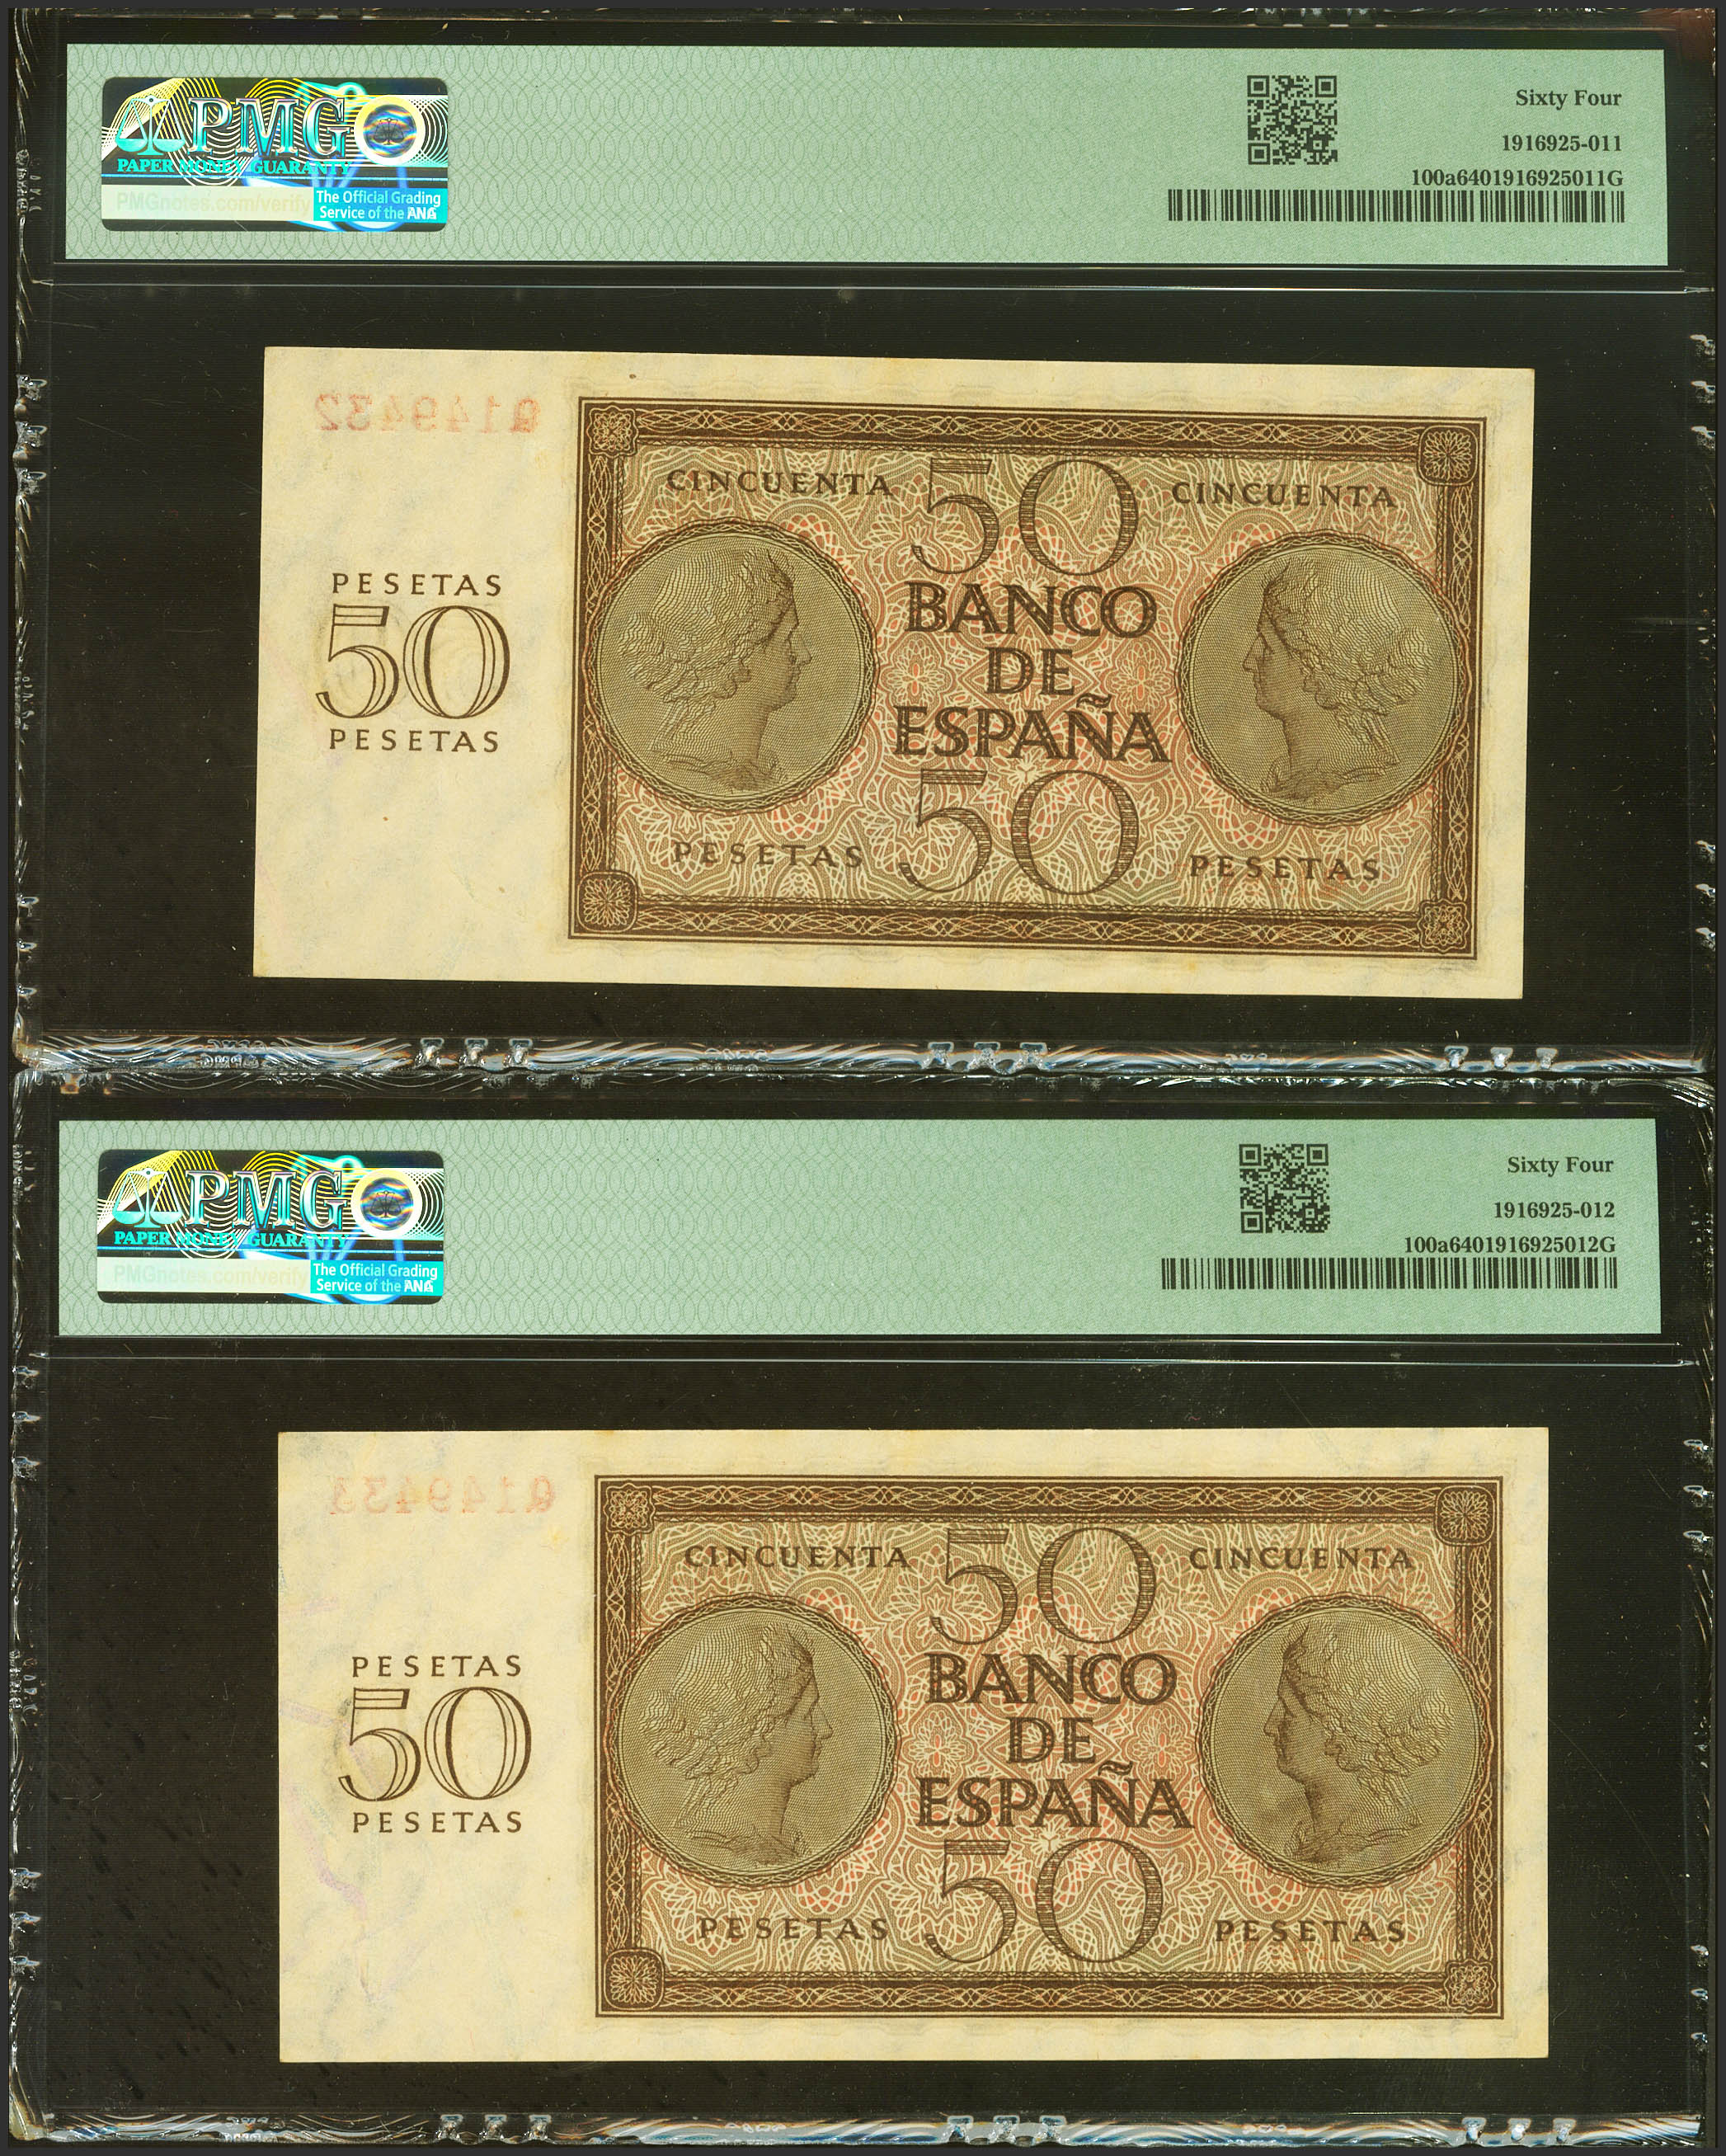 PMG
PAPER MONEY GUARANTY
PMGnotes.com/verify
The Official Grading
Service of the ANA
Sixty Four
1916925-011
100a6401916925011G
Q149432
CINCUENTA 50 CINCUENTA
PESETAS
50
PESETAS
BANCO
DE
ESPAÑA
PESETAS 50 PESETAS
PMG
PAPER MONEY GUARANTY
PMGnotes.com/verify
The Official Grading
Service of the ANA
Sixty Four
1916925-012
100a6401916925012G
Q149433
CINCUENTA 50 CINCUENTA
PESETAS
50
PESETAS
BANCO
DE
ESPAÑA
PESETAS 50 PESETAS